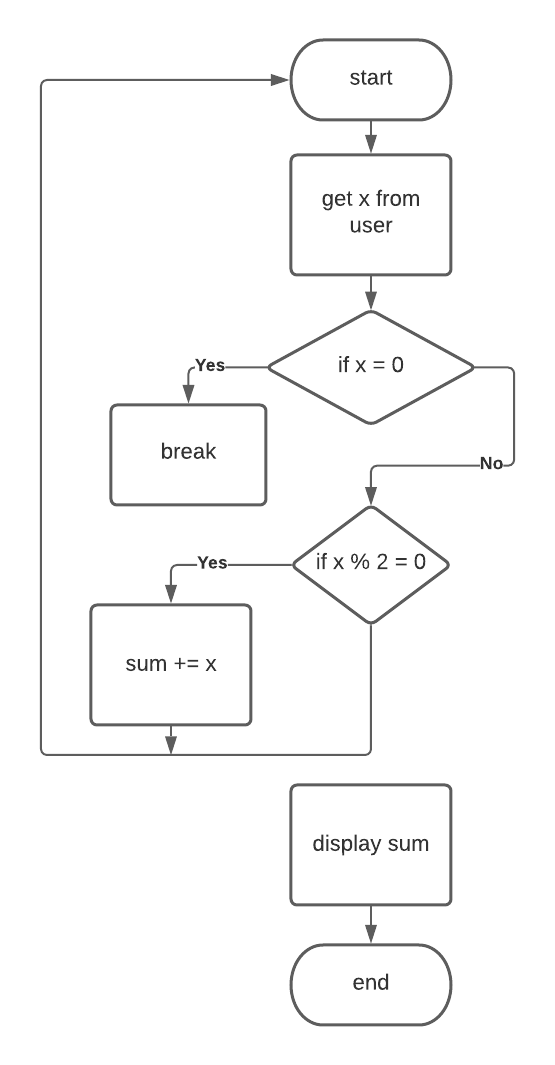 start
get x from
user
if x = 0
Yes
break
No
if x % 2 = 0
Yes
sum += x
display sum
end